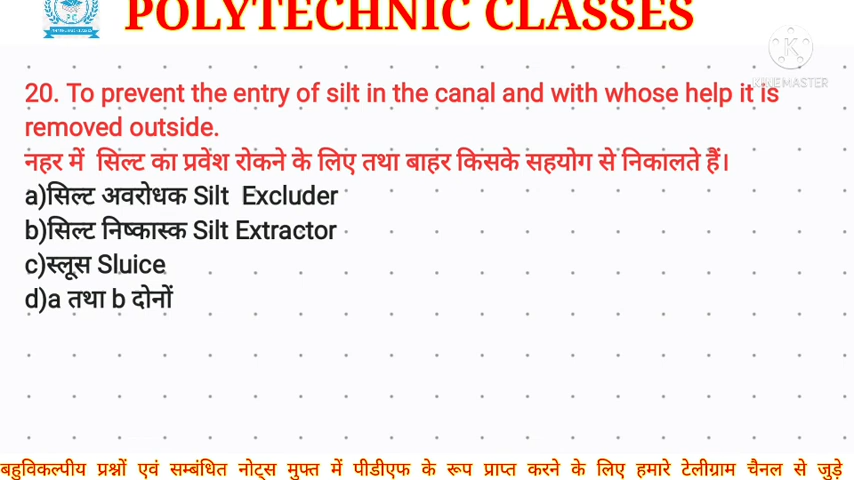 POLYTECHNIC CLASSES
KINEMASTER
20. To prevent the entry of silt in the canal and with whose help it is
removed outside.
नहर में सिल्ट का प्रवेंश रोकने के लिए तथा बाहर किसके सहयोग से निकालते हैं।
a)सिल्ट अवरोधक Silt Excluder
b)सिल्ट निष्कास्क Silt Extractor
c)स्लूस Sluice
d)a तथा b दोनों
बहुविकल्पीय प्रश्नों एवं सम्बंधित नोट्स मुफ्त में पीडीएफ के रूप प्राप्त करने के लिए हमारे टेलीग्राम चैनल से जुड़े